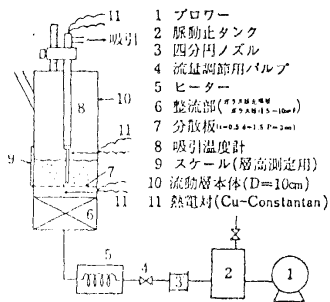 11
吸引
8
10
11
9
7
11
6
5
4
3
2
1
1 ブロワー
2 脈動止タンク
3 四分円ノズル
4 流量調節用バルブ
5 ヒーター
6 整流部
7 分散板
8 吸引温度計
9 スケール(層高測定用)
10 流動層本体(D=10cm)
11 熱電対(Cu-Constantan)